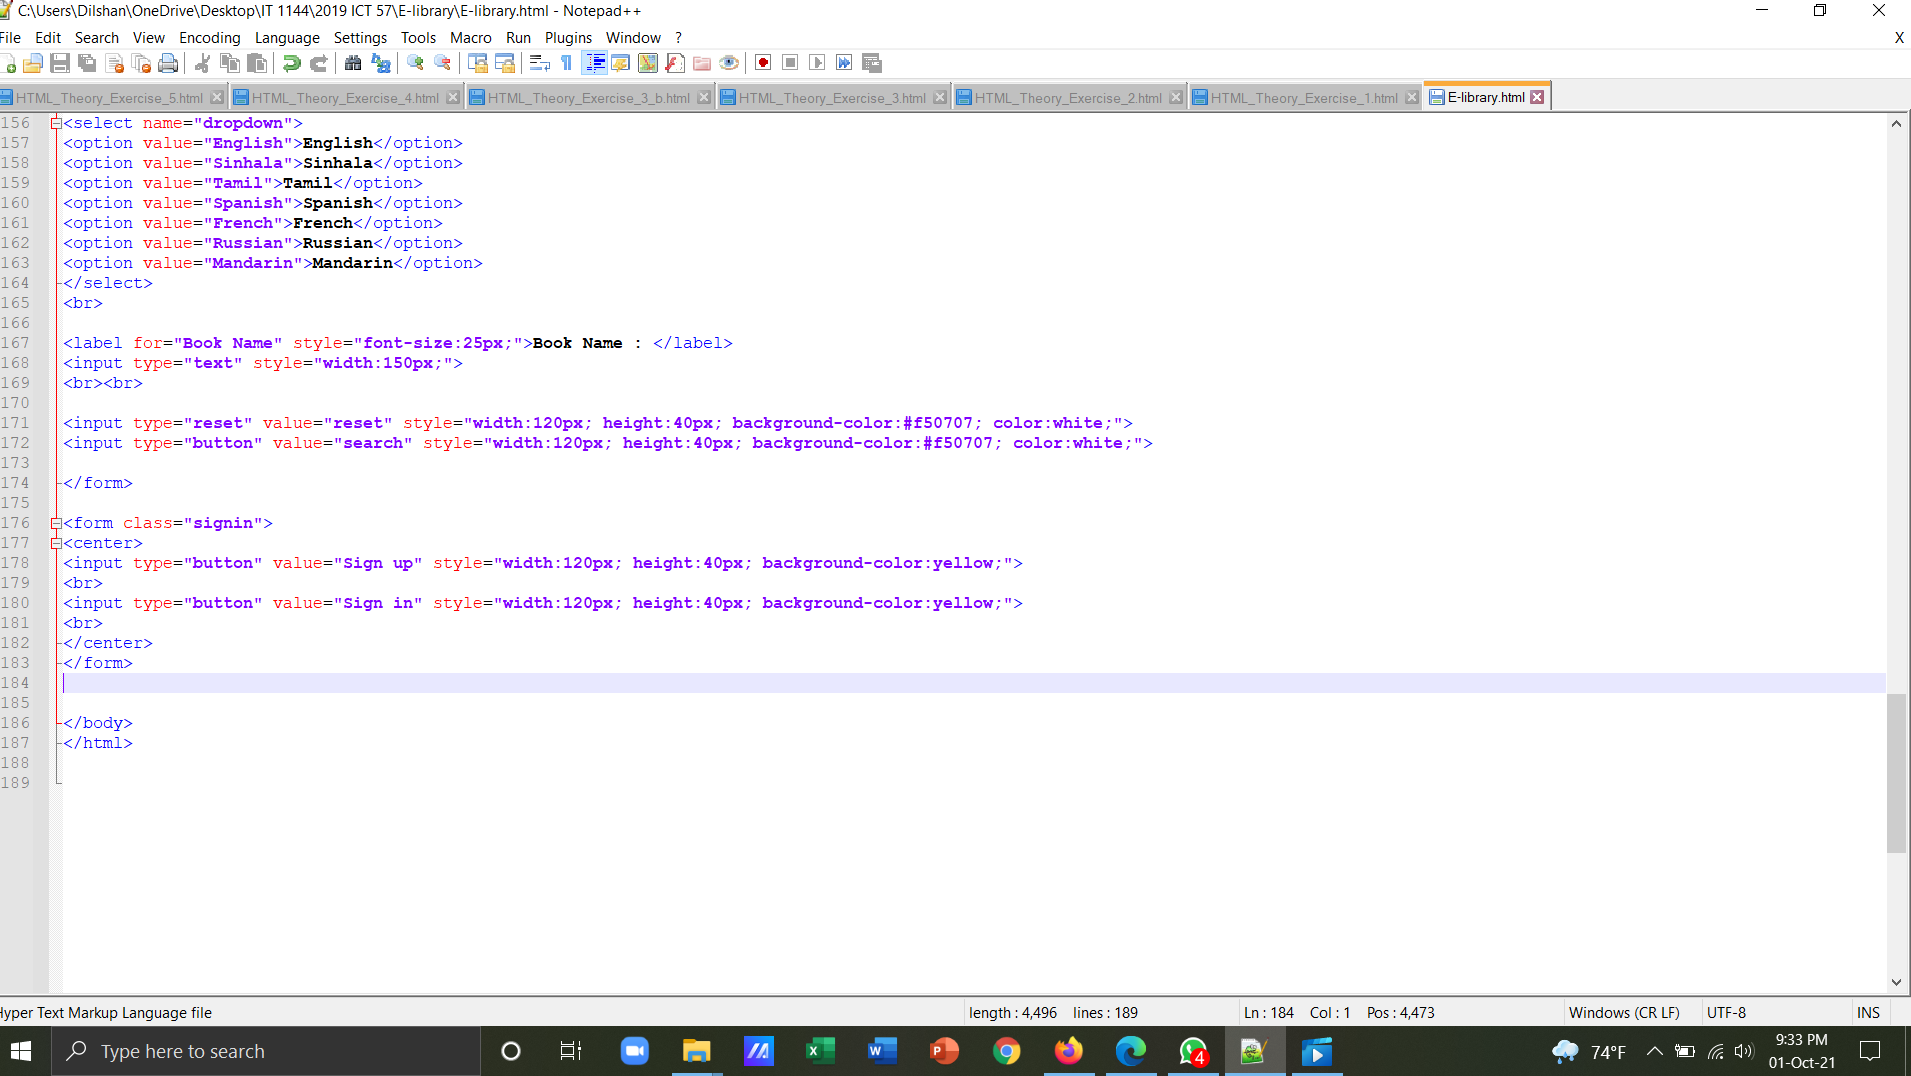 C:\Users\Dilshan\OneDrive\Desktop\IT 1144\2019 ICT 57\E-library\E-library.html - Notepad++
File Edit Search View Encoding Language Settings Tools Macro Run Plugins Window ? X
HTML_Theory_Exercise_5.html HTML_Theory_Exercise_4.html HTML_Theory_Exercise_3_b.html HTML_Theory_Exercise_3.html HTML_Theory_Exercise_2.html HTML_Theory_Exercise_1.html E-library.html
156 <select name="dropdown">
157 <option value="English">English</option>
158 <option value="Sinhala">Sinhala</option>
159 <option value="Tamil">Tamil</option>
160 <option value="Spanish">Spanish</option>
161 <option value="French">French</option>
162 <option value="Russian">Russian</option>
163 <option value="Mandarin">Mandarin</option>
164 </select>
165 <br>
166
167 <label for="Book Name" style="font-size:25px;">Book Name : </label>
168 <input type="text" style="width:150px;">
169 <br><br>
170
171 <input type="reset" value="reset" style="width:120px; height:40px; background-color:#f50707; color:white;">
172 <input type="button" value="search" style="width:120px; height:40px; background-color:#f50707; color:white;">
173
174 </form>
175
176 <form class="signin">
177 <center>
178 <input type="button" value="Sign up" style="width:120px; height:40px; background-color:yellow;">
179 <br>
180 <input type="button" value="Sign in" style="width:120px; height:40px; background-color:yellow;">
181 <br>
182 </center>
183 </form>
184
185
186 </body>
187 </html>
188
189
Hyper Text Markup Language file length : 4,496 lines : 189 Ln : 184 Col : 1 Pos : 4,473 Windows (CR LF) UTF-8 INS
Type here to search 4 74°F 9:33 PM
01-Oct-21